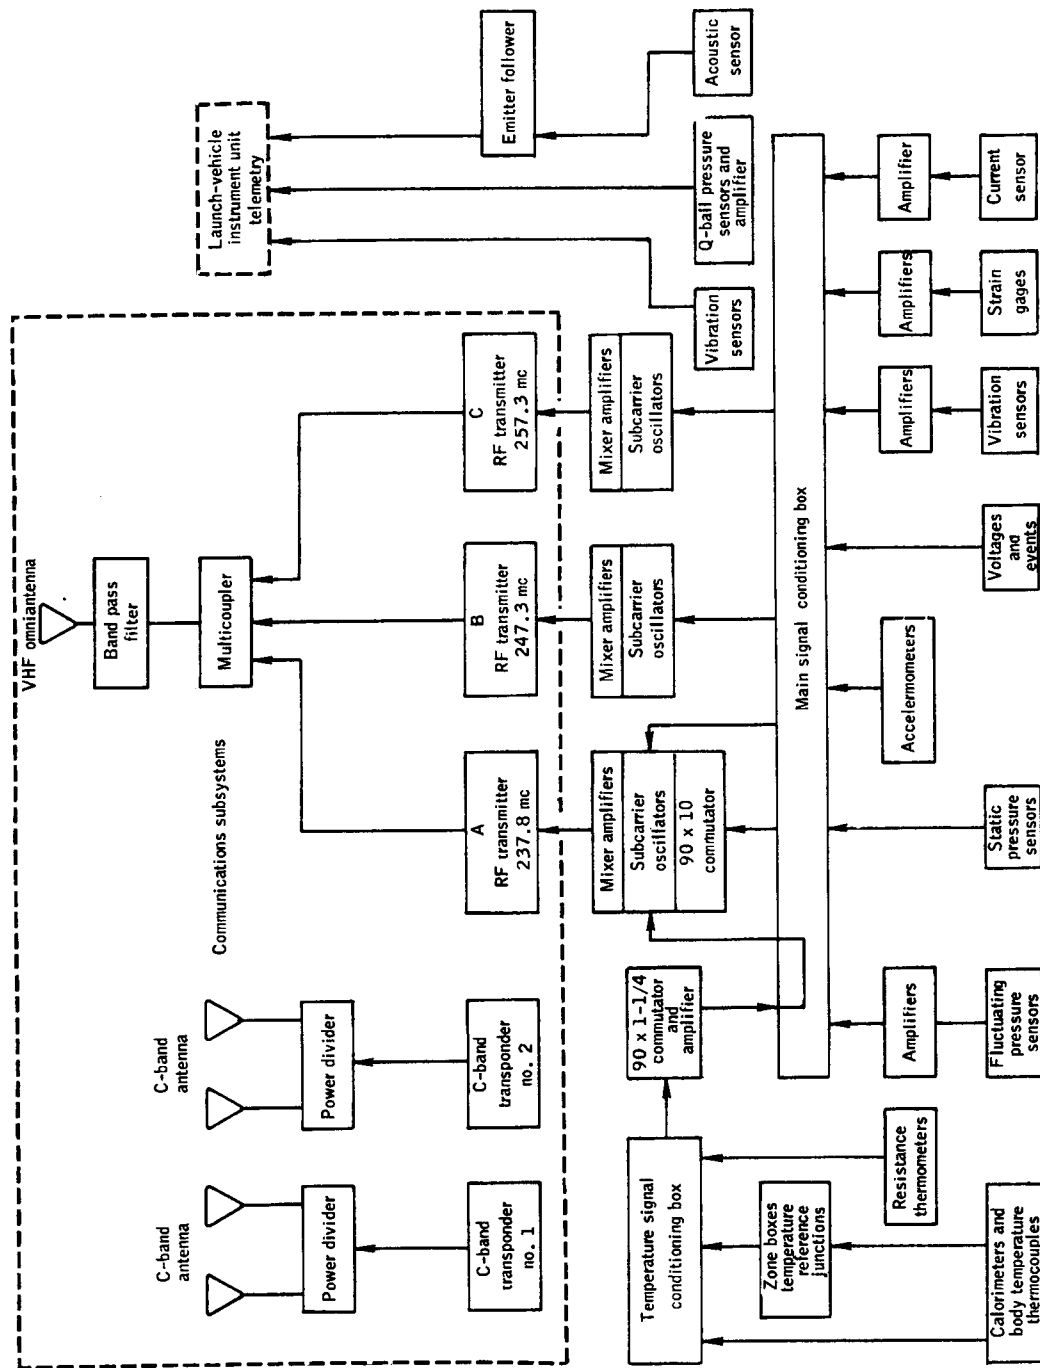 VHF omniantenna
Band pass
filter
C-band
antenna
C-band
antenna
Communications subsystems
Multicoupler
Launch-vehicle
instrument unit
telemetry
Power divider
Power divider
C-band
transponder
no. 1
C-band
transponder
no. 2
A
RF transmitter
237.8 mc
B
RF transmitter
247.3 mc
C
RF transmitter
257.3 mc
Emitter follower
Temperature signal
conditioning box
90 x 1-1/4
commutator
and
amplifier
Mixer amplifiers
Subcarrier
oscillators
90 x 10
commutator
Mixer amplifiers
Subcarrier
oscillators
Mixer amplifiers
Subcarrier
oscillators
Vibration
sensors
Q-ball pressure
sensors and
amplifier
Acoustic
sensor
Zone boxes
temperature
reference
junctions
Main signal conditioning box
Resistance
thermometers
Amplifiers
Accelermometers
Amplifiers
Amplifiers
Amplifier
Calorimeters and
body temperature
thermocouples
Fluctuating
pressure
sensors
Static
pressure
sensors
Voltages
and
events
Vibration
sensors
Strain
gages
Current
sensor